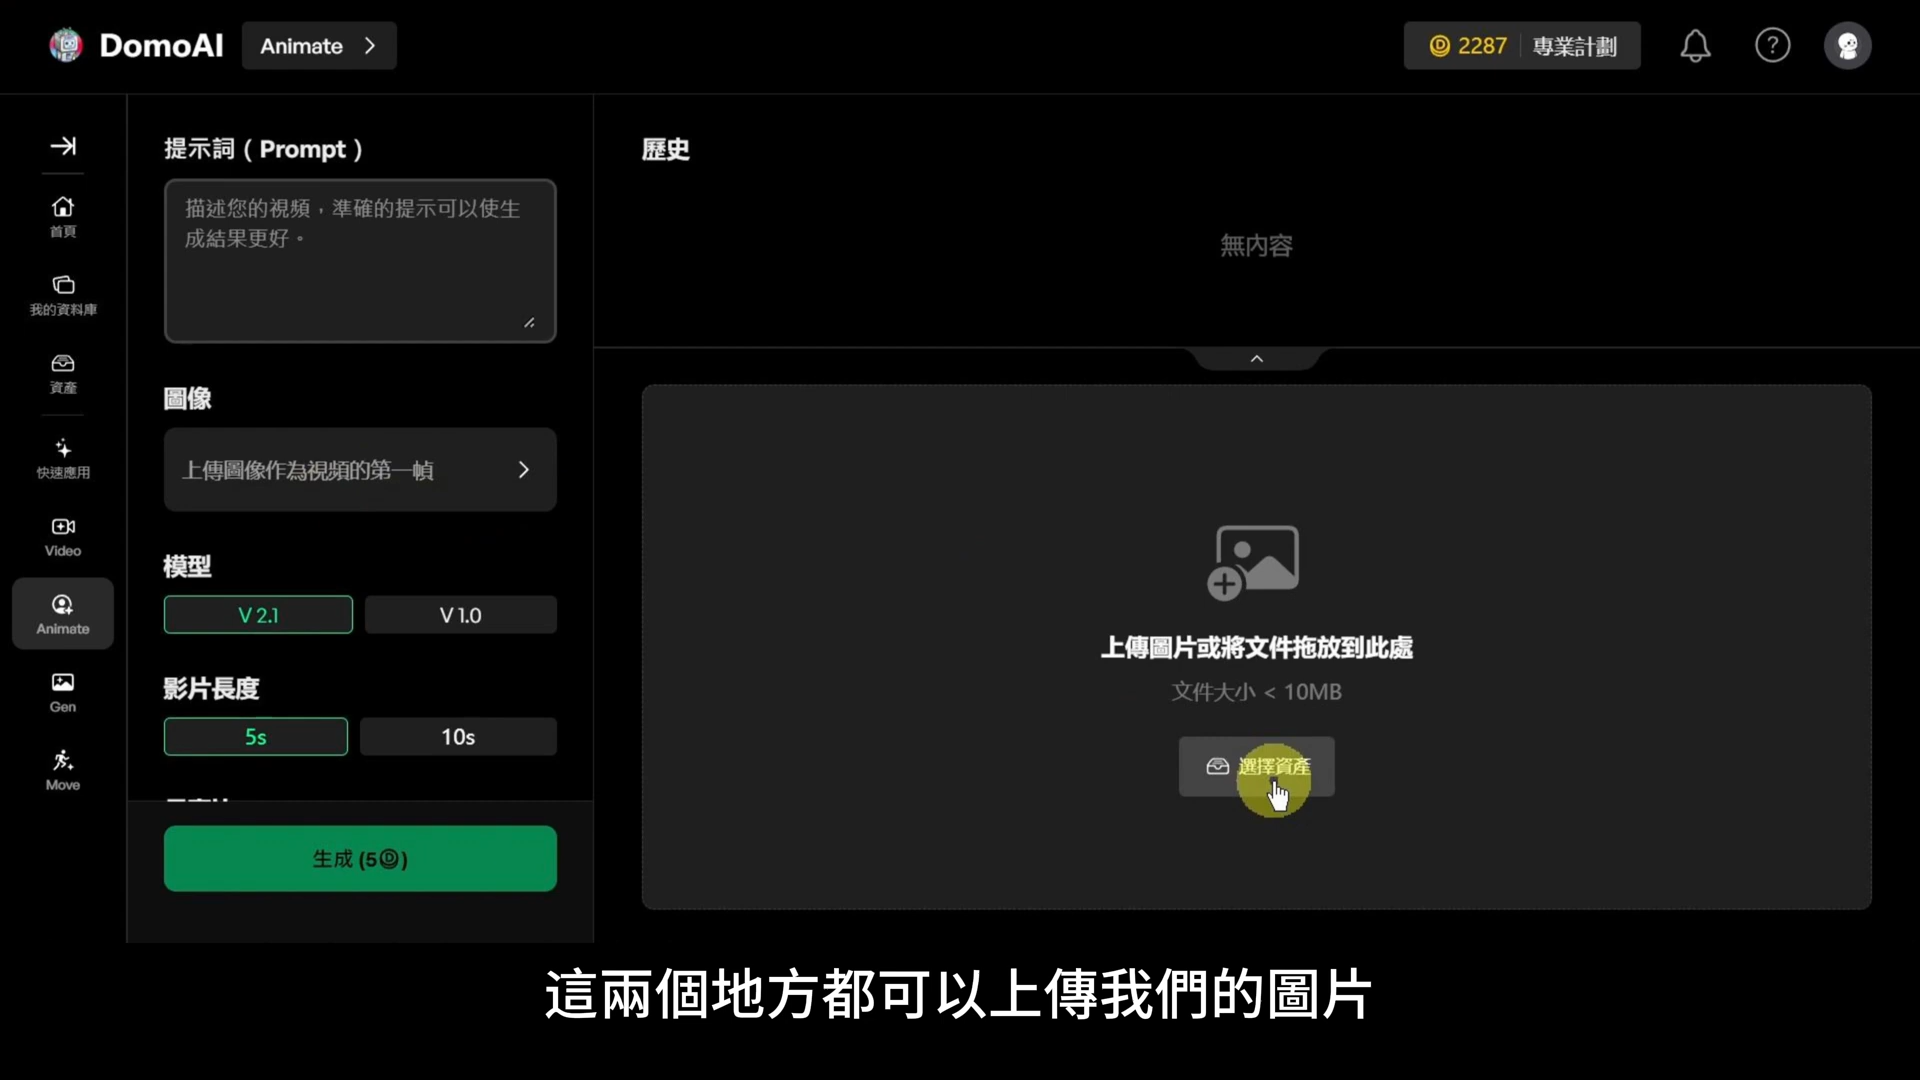 DomoAI
Animate
2287 專業計劃
首頁
我的資料庫
資產
快速應用
Video
Animate
Gen
Move
提示詞 ( Prompt )
描述您的視頻，準確的提示可以使生
成結果更好。
圖像
上傳圖像作為視頻的第一幀
模型
V 2.1
V 1.0
影片長度
5s
10s
生成 (5D)
歷史
無內容
上傳圖片或將文件拖放到此處
文件大小 < 10MB
選擇資產
這兩個地方都可以上傳我們的圖片